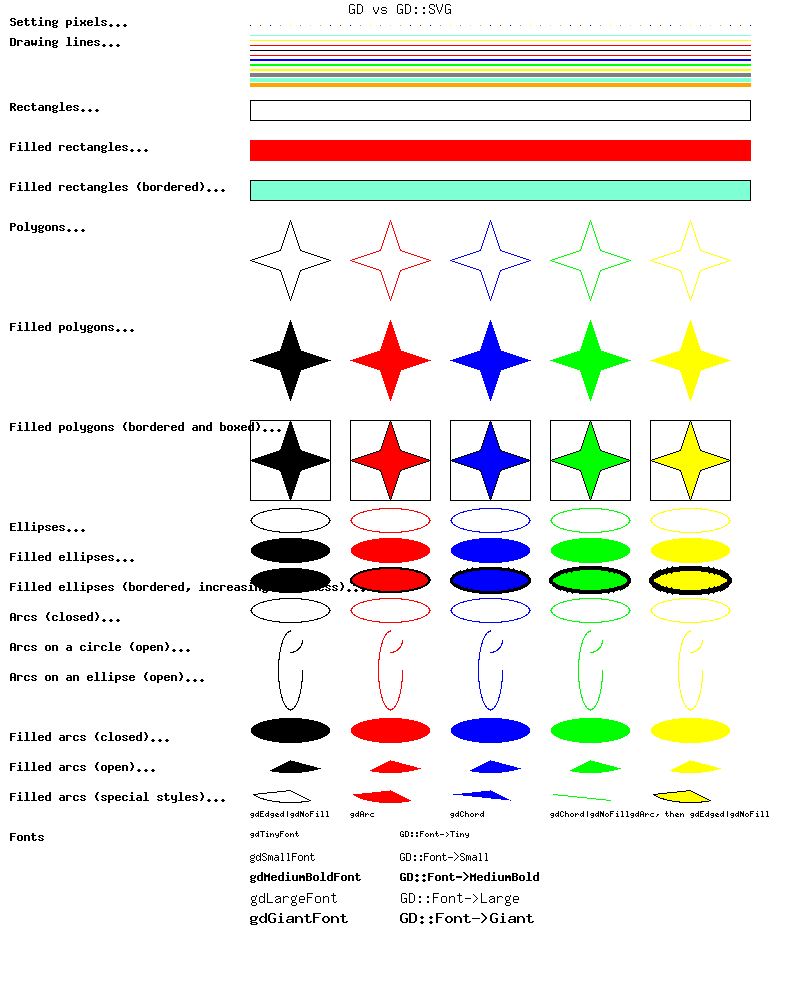 GD vs GD::SVG
Setting pixels...
Drawing lines...
Rectangles...
Filled rectangles...
Filled rectangles (bordered)...
Polygons...
Filled polygons...
Filled polygons (bordered and boxed)...
Ellipses...
Filled ellipses...
Filled ellipses (bordered, increasing thickness)...
Arcs (closed)...
Arcs on a circle (open)...
Arcs on an ellipse (open)...
Filled arcs (closed)...
Filled arcs (open)...
Filled arcs (special styles)...
gdEdged|gdNoFill gdArc gdChord gdChord|gdNoFill gdArc, then gdEdged|gdNoFill
Fonts gdTinyFont GD::Font->Tiny
gdSmallFont GD::Font->Small
gdMediumBoldFont GD::Font->MediumBold
gdLargeFont GD::Font->Large
gdGiantFont GD::Font->Giant